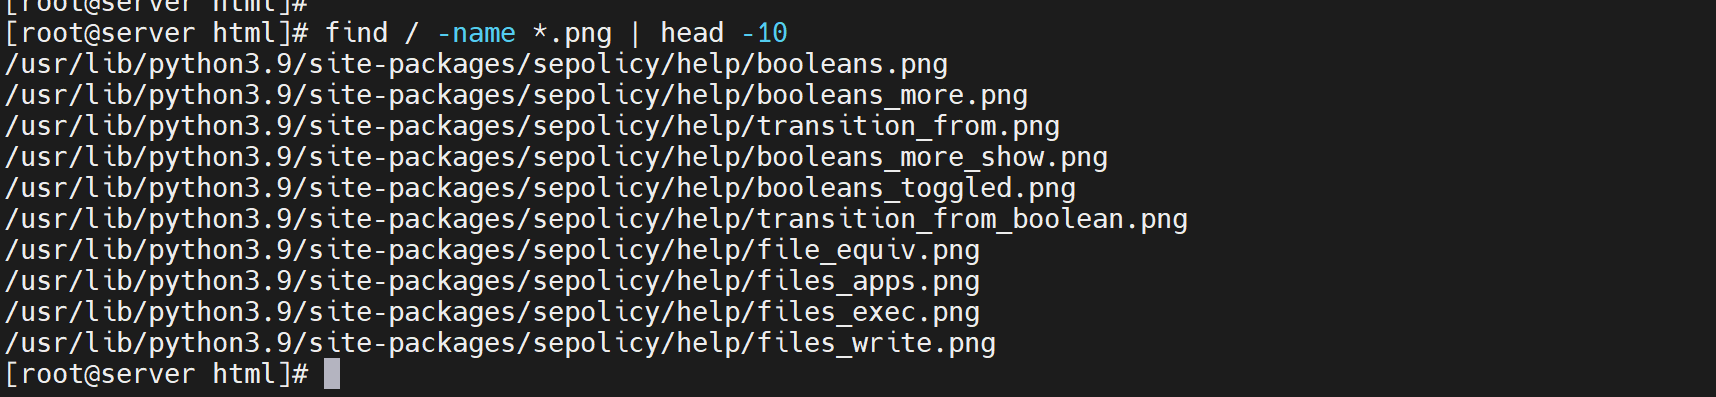 [root@server html]#
[root@server html]# find / -name *.png | head -10
/usr/lib/python3.9/site-packages/sepolicy/help/booleans.png
/usr/lib/python3.9/site-packages/sepolicy/help/booleans_more.png
/usr/lib/python3.9/site-packages/sepolicy/help/transition_from.png
/usr/lib/python3.9/site-packages/sepolicy/help/booleans_more_show.png
/usr/lib/python3.9/site-packages/sepolicy/help/booleans_toggled.png
/usr/lib/python3.9/site-packages/sepolicy/help/transition_from_boolean.png
/usr/lib/python3.9/site-packages/sepolicy/help/file_equiv.png
/usr/lib/python3.9/site-packages/sepolicy/help/files_apps.png
/usr/lib/python3.9/site-packages/sepolicy/help/files_exec.png
/usr/lib/python3.9/site-packages/sepolicy/help/files_write.png
[root@server html]#